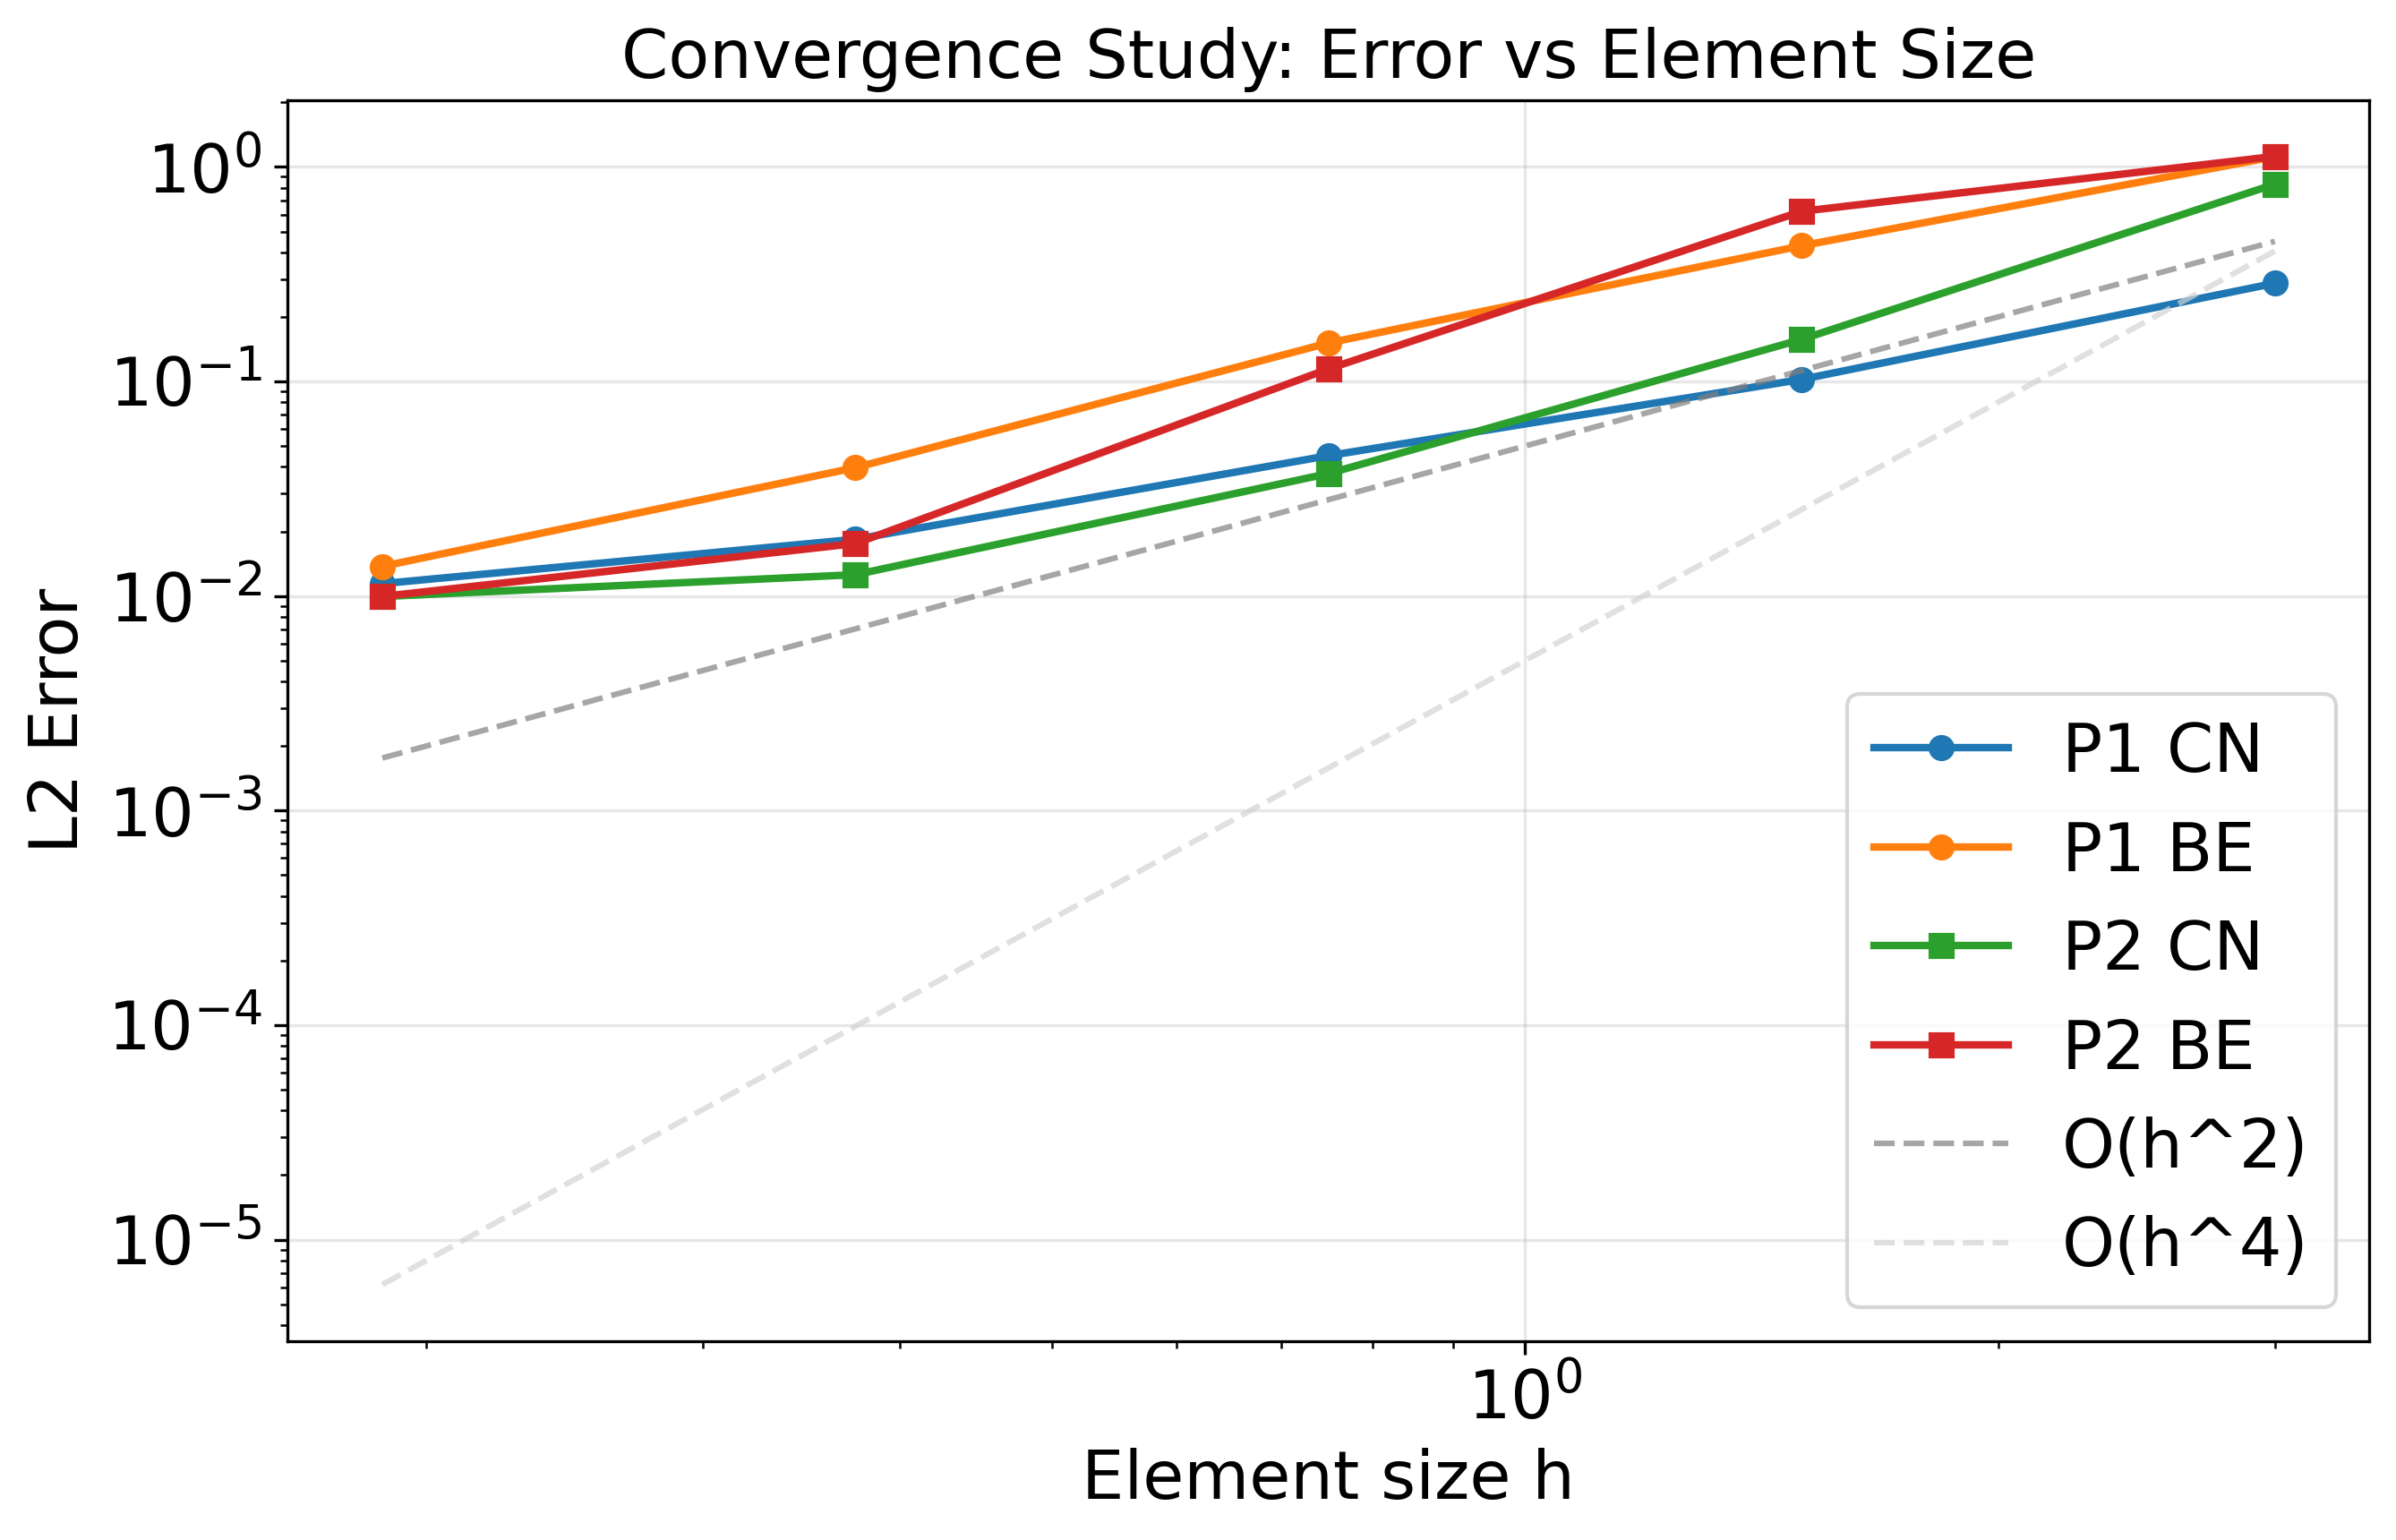 Convergence Study: Error vs Element Size
L2 Error
10^0
10^−1
10^−2
10^−3
10^−4
10^−5
P1 CN
P1 BE
P2 CN
P2 BE
O(h^2)
O(h^4)
10^0
Element size h